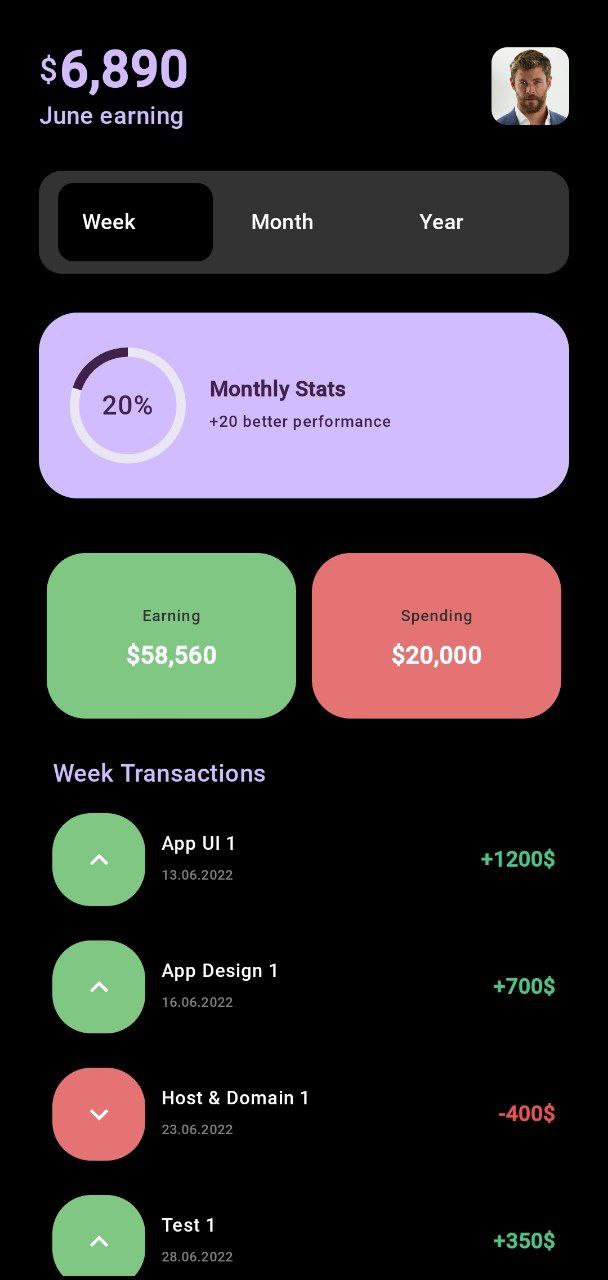 $6,890
June earning
Week Month Year
20%
Monthly Stats
+20 better performance
Earning
$58,560
Spending
$20,000
Week Transactions
App UI 1
13.06.2022
+1200$
App Design 1
16.06.2022
+700$
Host & Domain 1
23.06.2022
-400$
Test 1
28.06.2022
+350$